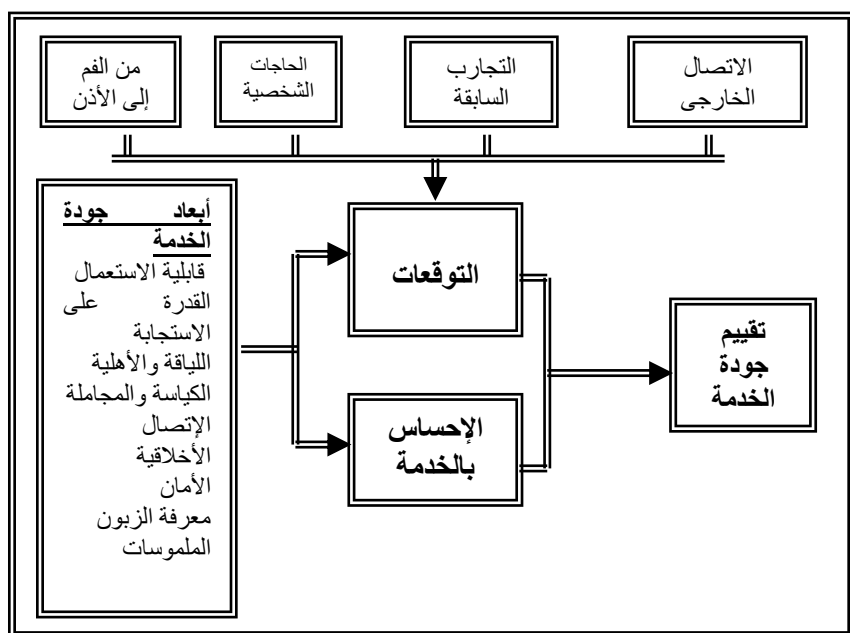 الاتصال
الخارجى
التجارب
السابقة
الحاجات
الشخصية
من الفم
إلى الأذن
أبعاد جودة
الخدمة
قابلية الاستعمال
القدرة على
الاستجابة
اللياقة والأهلية
الكياسة والمجاملة
الإتصال
الأخلاقية
الأمان
معرفة الزبون
الملموسات
التوقعات
الإحساس
بالخدمة
تقييم
جودة
الخدمة